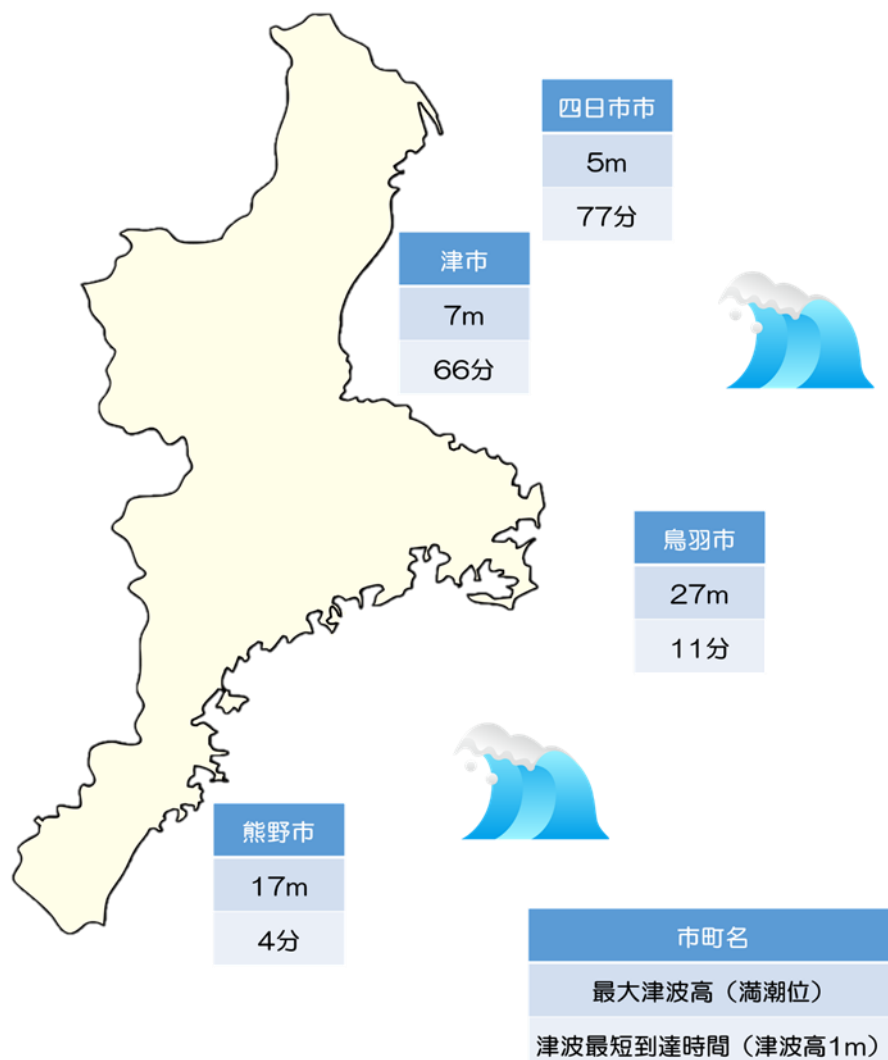 四日市市
5m
77分
津市
7m
66分
鳥羽市
27m
11分
熊野市
17m
4分
市町名
最大津波高（満潮位）
津波最短到達時間（津波高1m）